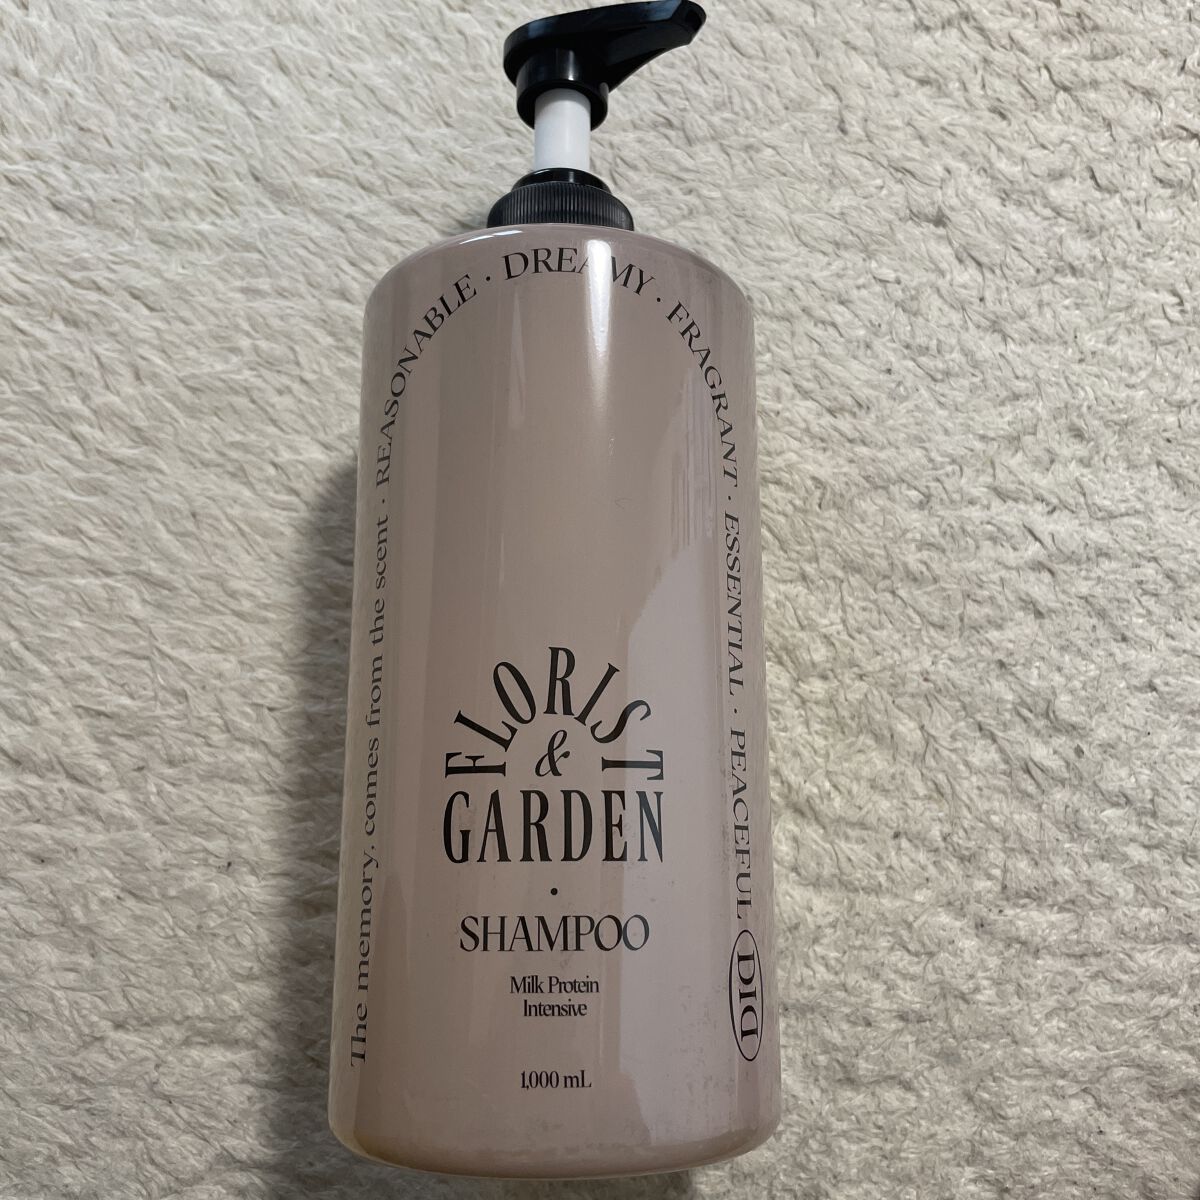 The memory, comes from the scent · REASONABLE · DREAMY · FRAGRANT · ESSENTIAL · PEACEFUL
DID
FLORIST
&
GARDEN
·
SHAMPOO
Milk Protein
Intensive
1,000 mL